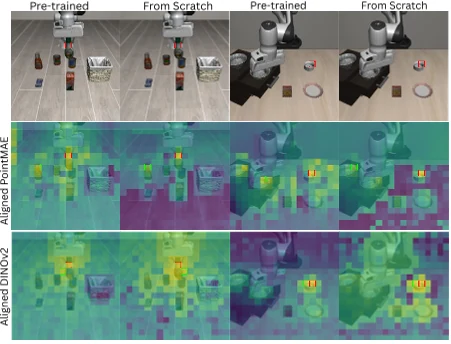 Pre-trained From Scratch Pre-trained From Scratch
Aligned PointMAE
Aligned DINOv2